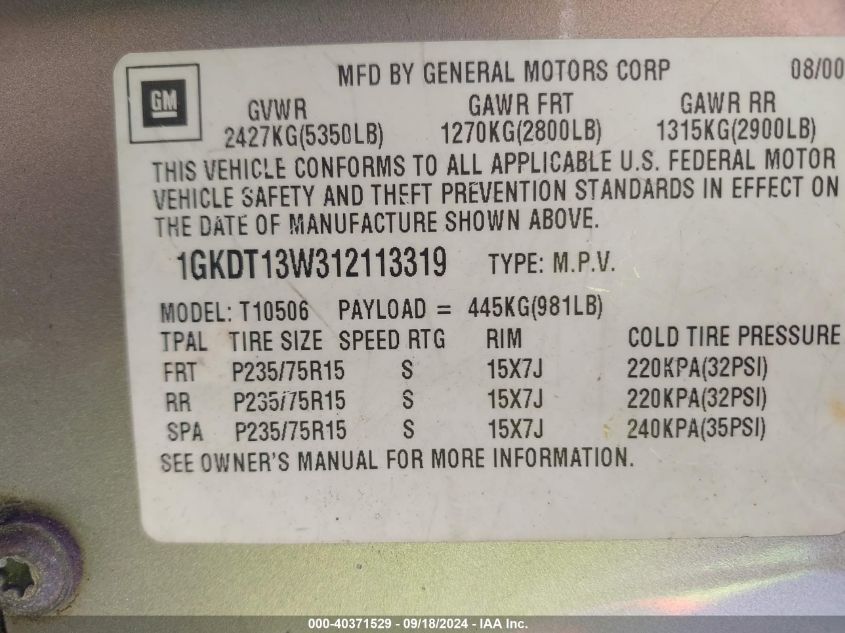 MFD BY GENERAL MOTORS CORP 08/00
GM
GVWR GAWR FRT GAWR RR
2427KG(5350LB) 1270KG(2800LB) 1315KG(2900LB)
THIS VEHICLE CONFORMS TO ALL APPLICABLE U.S. FEDERAL MOTOR
VEHICLE SAFETY AND THEFT PREVENTION STANDARDS IN EFFECT ON
THE DATE OF MANUFACTURE SHOWN ABOVE.
1GKDT13W312113319 TYPE: M.P.V.
MODEL: T10506 PAYLOAD = 445KG(981LB)
TPAL TIRE SIZE SPEED RTG RIM COLD TIRE PRESSURE
FRT P235/75R15 S 15X7J 220KPA(32PSI)
RR P235/75R15 S 15X7J 220KPA(32PSI)
SPA P235/75R15 S 15X7J 240KPA(35PSI)
SEE OWNER'S MANUAL FOR MORE INFORMATION.
000-40371529 - 09/18/2024 - IAA Inc.